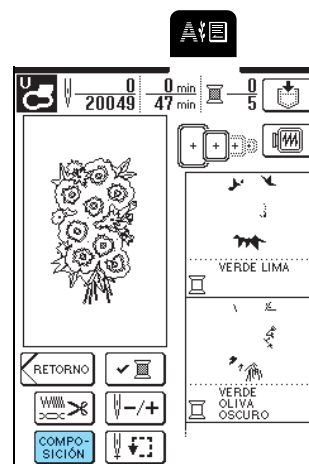 A
U
0 0 min 0
20049 47 min 5
VERDE LIMA
VERDE
OLIVA
OSCURO
RETORNO
-/+
COMPO-
SICIÓN